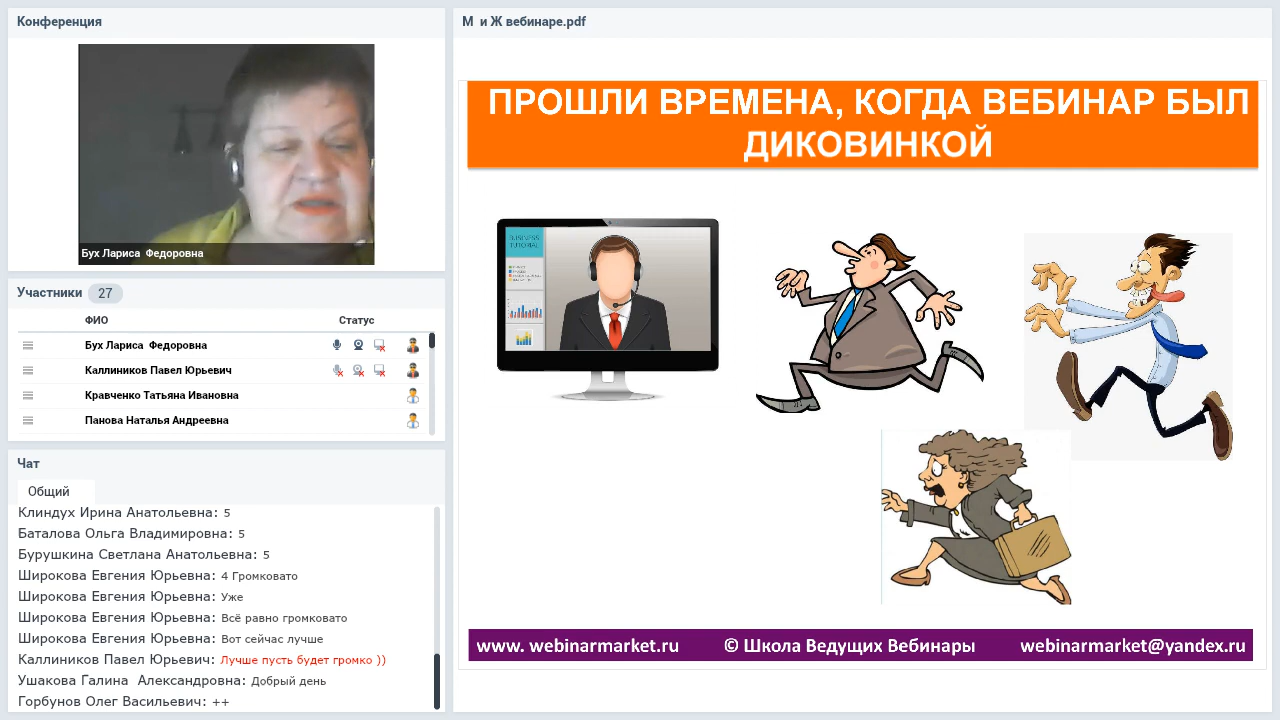 Конференция
Бух Лариса  Федоровна
Участники 27
ФИО Статус
Бух Лариса  Федоровна
Каллиников Павел Юрьевич
Кравченко Татьяна Ивановна
Панова Наталья Андреевна
Чат
Общий
Клиндух Ирина Анатольевна: 5
Баталова Ольга Владимировна: 5
Бурушкина Светлана Анатольевна: 5
Широкова Евгения Юрьевна: 4 Громковато
Широкова Евгения Юрьевна: Уже
Широкова Евгения Юрьевна: Всё равно громковато
Широкова Евгения Юрьевна: Вот сейчас лучше
Каллиников Павел Юрьевич: Лучше пусть будет громко ))
Ушакова Галина  Александровна: Добрый день
Горбунов Олег Васильевич: ++
М  и Ж вебинаре.pdf
ПРОШЛИ ВРЕМЕНА, КОГДА ВЕБИНАР БЫЛ
ДИКОВИНКОЙ
BUSINESS
TUTORIAL
www. webinarmarket.ru © Школа Ведущих Вебинары webinarmarket@yandex.ru